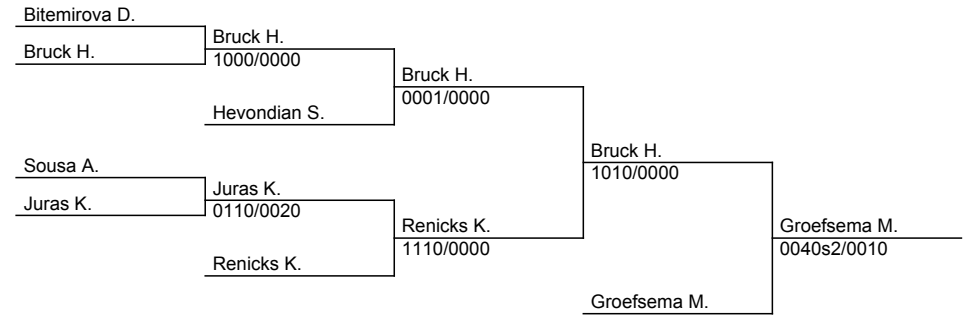 Bitemirova D.
Bruck H.
Bruck H.
1000/0000
Bruck H.
0001/0000
Hevondian S.
Bruck H.
1010/0000
Sousa A.
Juras K.
Juras K.
0110/0020
Renicks K.
1110/0000
Renicks K.
Groefsema M.
0040s2/0010
Groefsema M.